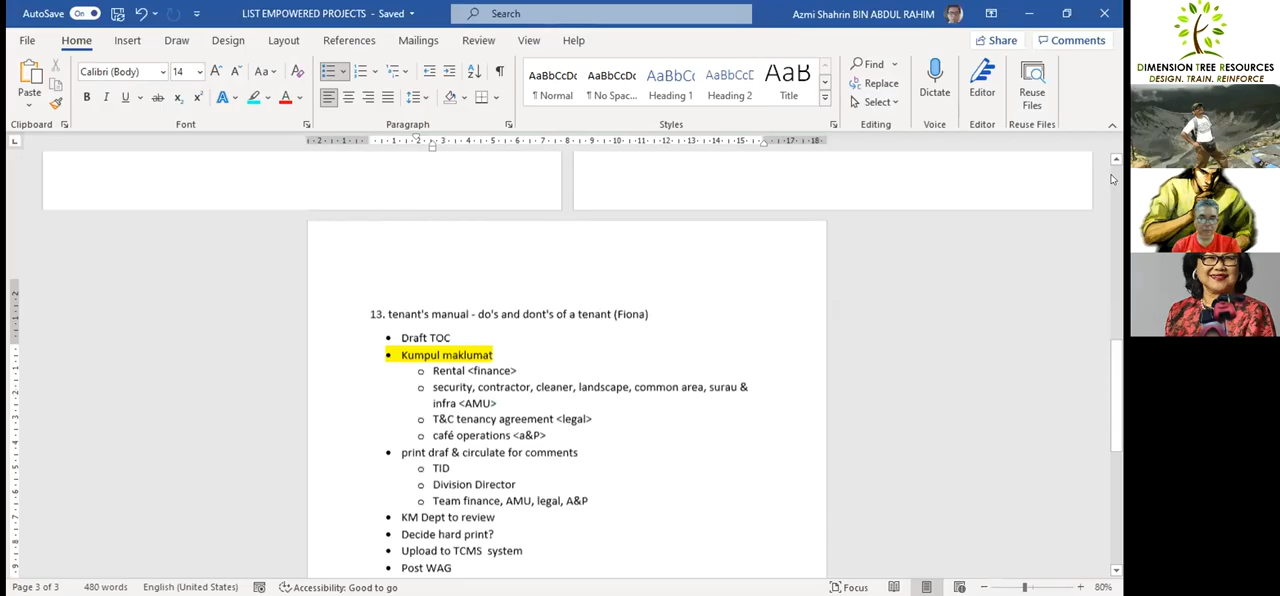 AutoSave On LIST EMPOWERED PROJECTS - Saved Search Azmi Shahrin BIN ABDUL RAHIM
File Home Insert Draw Design Layout References Mailings Review View Help Share Comments
Calibri (Body) 14
Paste
AaBbCcDc AaBbCcDc AaBbCcC AaBbCcD AaB
¶ Normal ¶ No Spac... Heading 1 Heading 2 Title
Find
Replace
Select
Dictate
Editor
Reuse
Files
Clipboard Font Paragraph Styles Editing Voice Editor Reuse Files
DIMENSION TREE RESOURCES
DESIGN. TRAIN. REINFORCE
13. tenant's manual - do's and dont's of a tenant (Fiona)
• Draft TOC
• Kumpul maklumat
o Rental <finance>
o security, contractor, cleaner, landscape, common area, surau &
infra <AMU>
o T&C tenancy agreement <legal>
o café operations <a&P>
• print draf & circulate for comments
o TID
o Division Director
o Team finance, AMU, legal, A&P
• KM Dept to review
• Decide hard print?
• Upload to TCMS system
• Post WAG
Page 3 of 3 480 words English (United States) Accessibility: Good to go Focus 80%